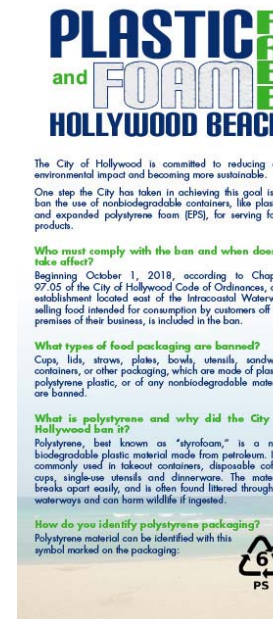 PLASTIC
and FOAM
HOLLYWOOD BEACH
The City of Hollywood is committed to reducing
environmental impact and becoming more sustainable.
One step the City has taken in achieving this goal is
ban the use of nonbiodegradable containers, like plas
and expanded polystyrene foam (EPS), for serving fo
products.
Who must comply with the ban and when does
take affect?
Beginning October 1, 2018, according to Chap
97.05 of the City of Hollywood Code of Ordinances,
establishment located east of the Intracoastal Waterw
selling food intended for consumption by customers off
premises of their business, is included in the ban.
What types of food packaging are banned?
Cups, lids, straws, plates, bowls, utensils, sandw
containers, or other packaging, which are made of plas
polystyrene plastic, or of any nonbiodegradable mate
are banned.
What is polystyrene and why did the City
Hollywood ban it?
Polystyrene, best known as “styrofoam,” is a n
biodegradable plastic material made from petroleum. I
commonly used in takeout containers, disposable cof
cups, single-use utensils and dinnerware. The mate
breaks apart easily, and is often found littered through
waterways and can harm wildlife if ingested.
How do you identify polystyrene packaging?
Polystyrene material can be identified with this
symbol marked on the packaging:
6
PS